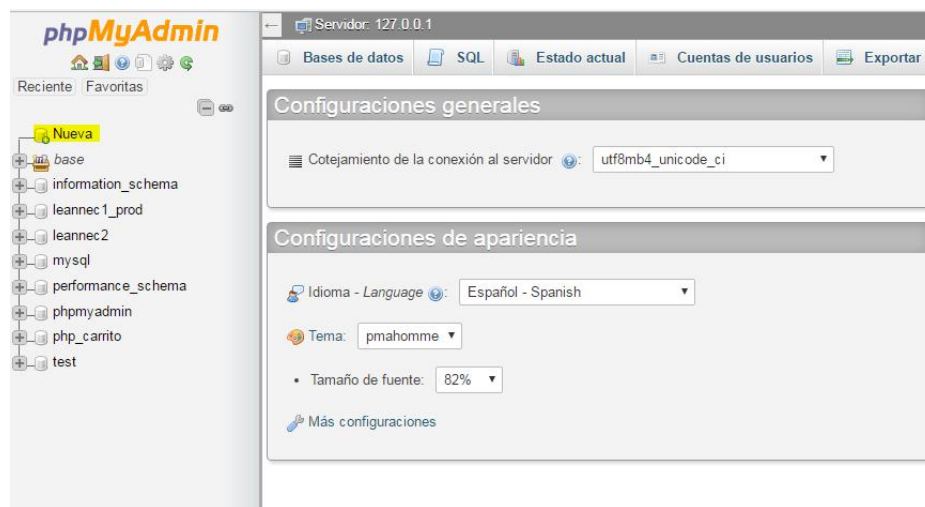 phpMyAdmin
Reciente Favoritas
Nueva
base
information_schema
leannec1_prod
leannec2
mysql
performance_schema
phpmyadmin
php_carrito
test
Servidor: 127.0.0.1
Bases de datos SQL Estado actual Cuentas de usuarios Exportar
Configuraciones generales
Cotejamiento de la conexión al servidor : utf8mb4_unicode_ci
Configuraciones de apariencia
Idioma - Language : Español - Spanish
Tema: pmahomme
• Tamaño de fuente: 82%
Más configuraciones